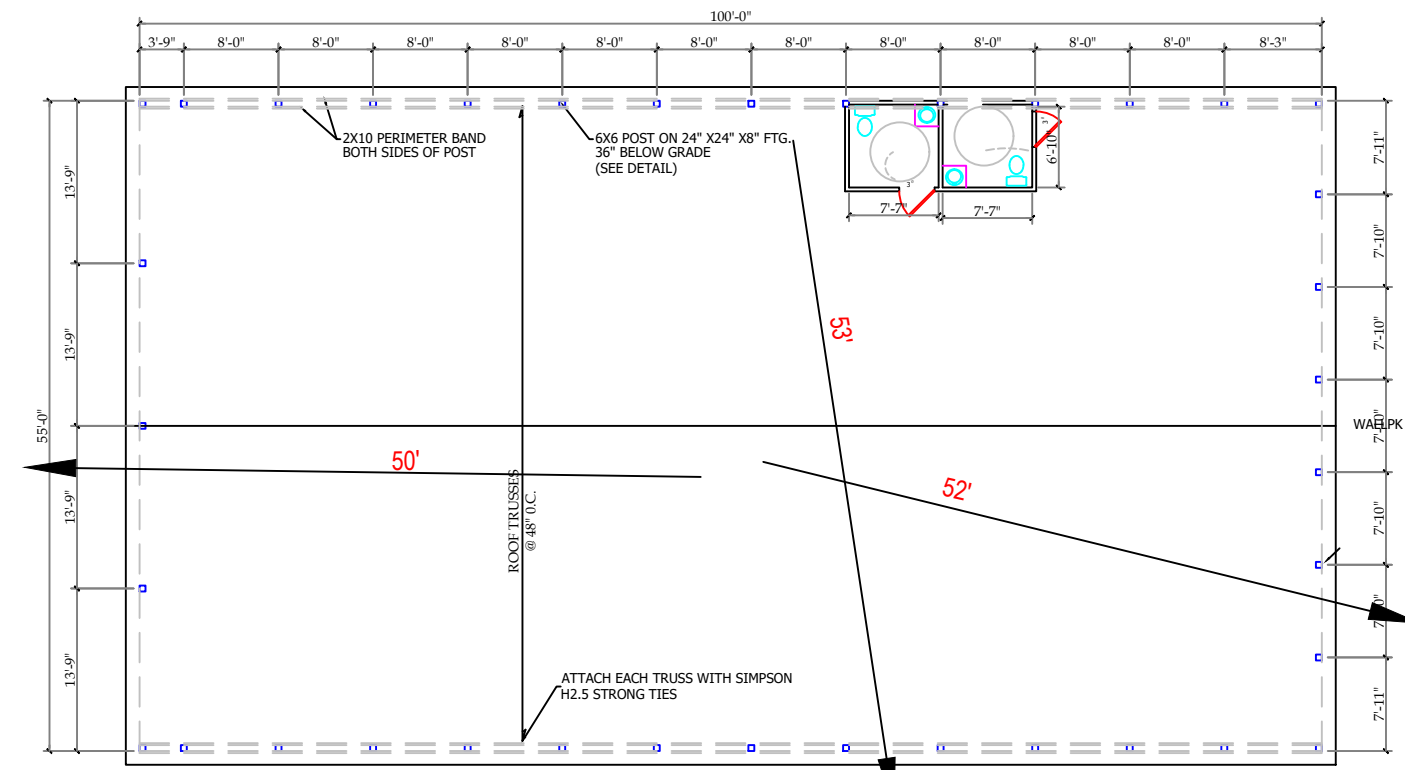 100'-0"
3'-9" 8'-0" 8'-0" 8'-0" 8'-0" 8'-0" 8'-0" 8'-0" 8'-0" 8'-0" 8'-0" 8'-0" 8'-3"
2X10 PERIMETER BAND
BOTH SIDES OF POST
6X6 POST ON 24" X24" X8" FTG.
36" BELOW GRADE
(SEE DETAIL)
3"
6'-10"
3"
7'-7"
7'-7"
13'-9"
13'-9"
13'-9"
13'-9"
55'-0"
53'
50'
52'
ROOF TRUSSES
@ 48" O.C.
ATTACH EACH TRUSS WITH SIMPSON
H2.5 STRONG TIES
7'-11"
7'-10"
7'-10"
7'-10"
7'-11"